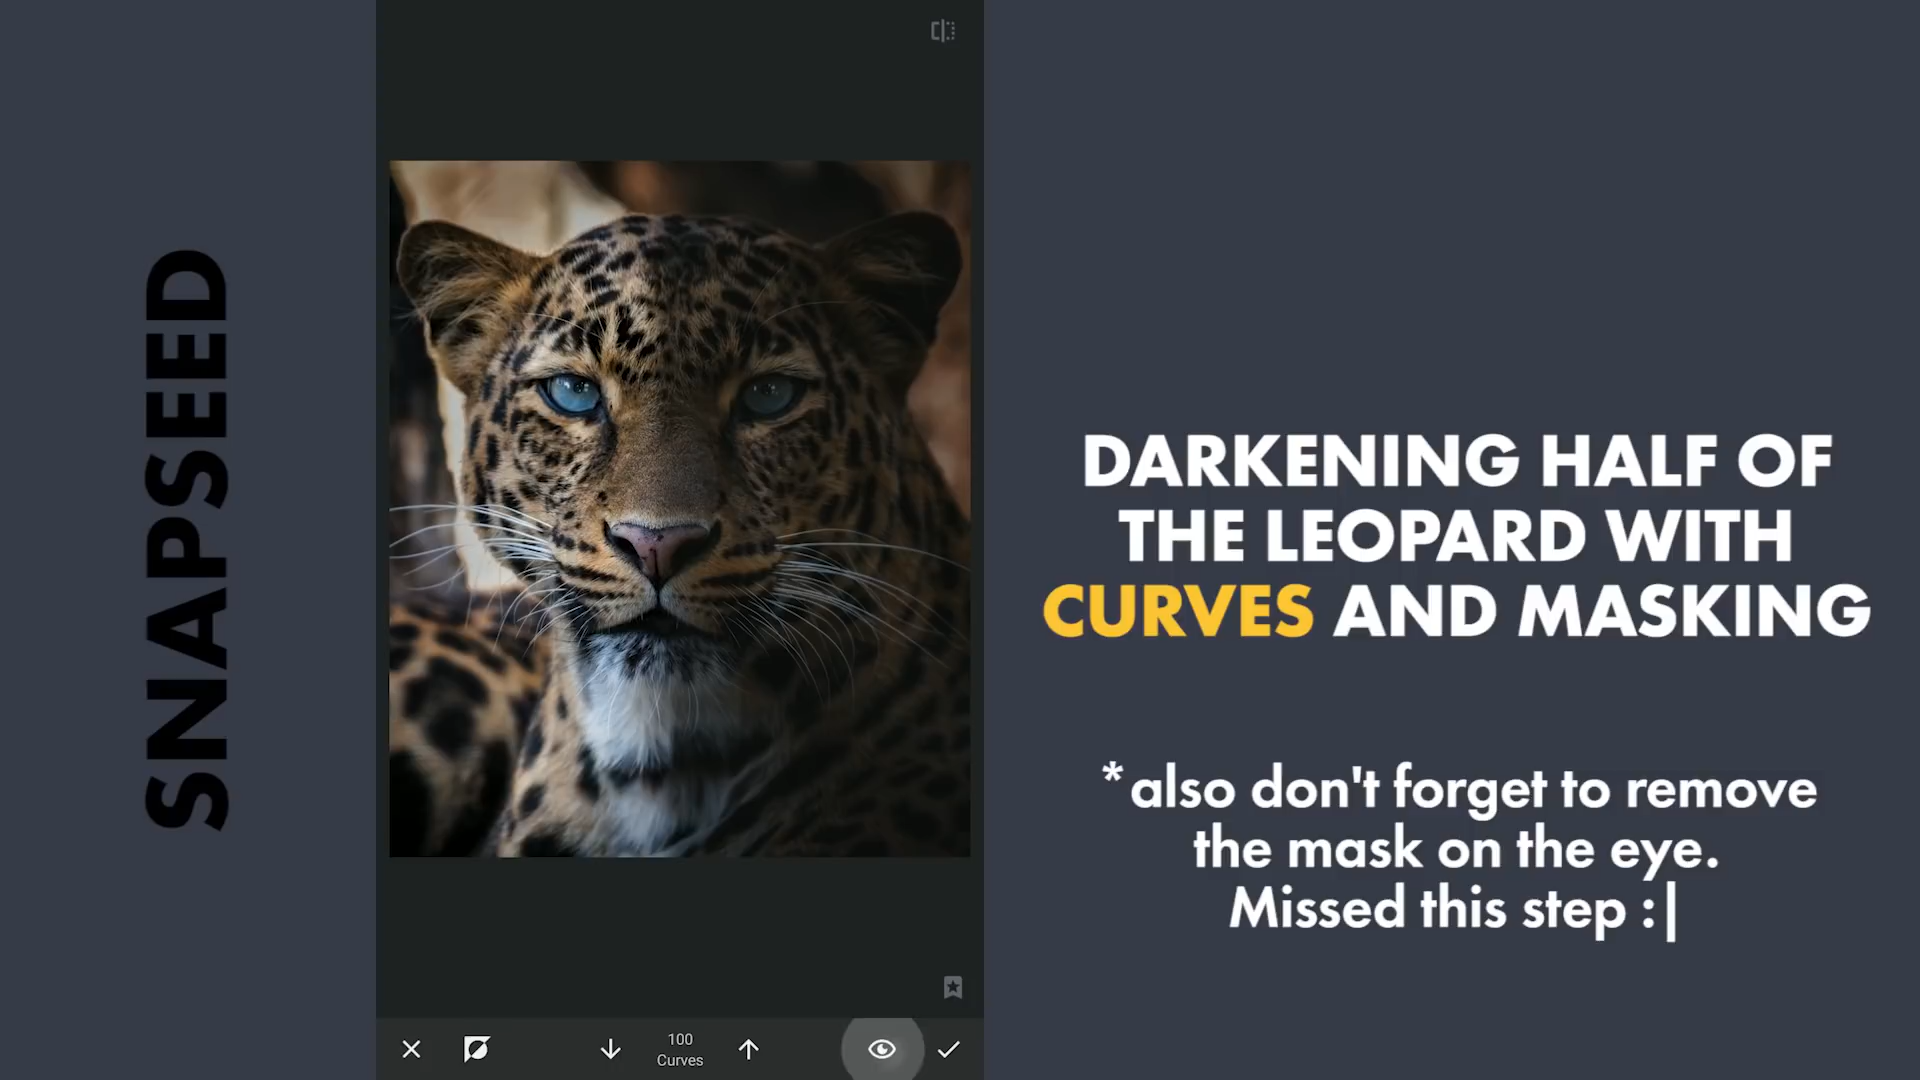 SNAPSEED
DARKENING HALF OF
THE LEOPARD WITH
CURVES AND MASKING
*also don't forget to remove
the mask on the eye.
Missed this step :|
100
Curves